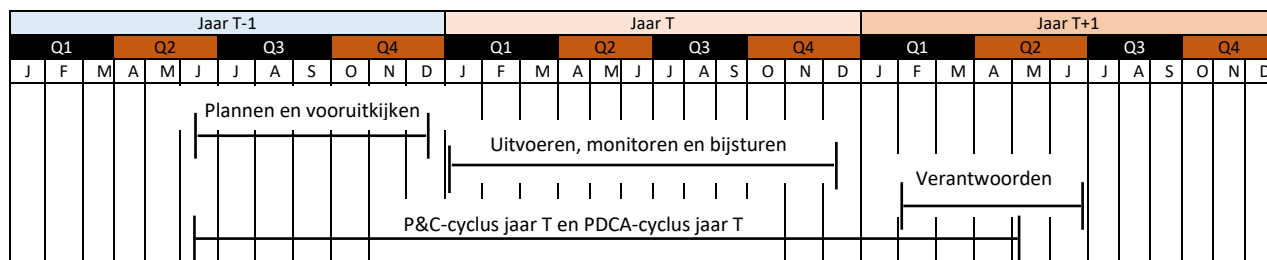 Jaar T-1 Jaar T Jaar T+1
Q1 Q2 Q3 Q4 Q1 Q2 Q3 Q4 Q1 Q2 Q3 Q4
J F M A M J J A S O N D J F M A M J J A S O N D J F M A M J J A S O N D
Plannen en vooruitkijken
Uitvoeren, monitoren en bijsturen
Verantwoorden
P&C-cyclus jaar T en PDCA-cyclus jaar T